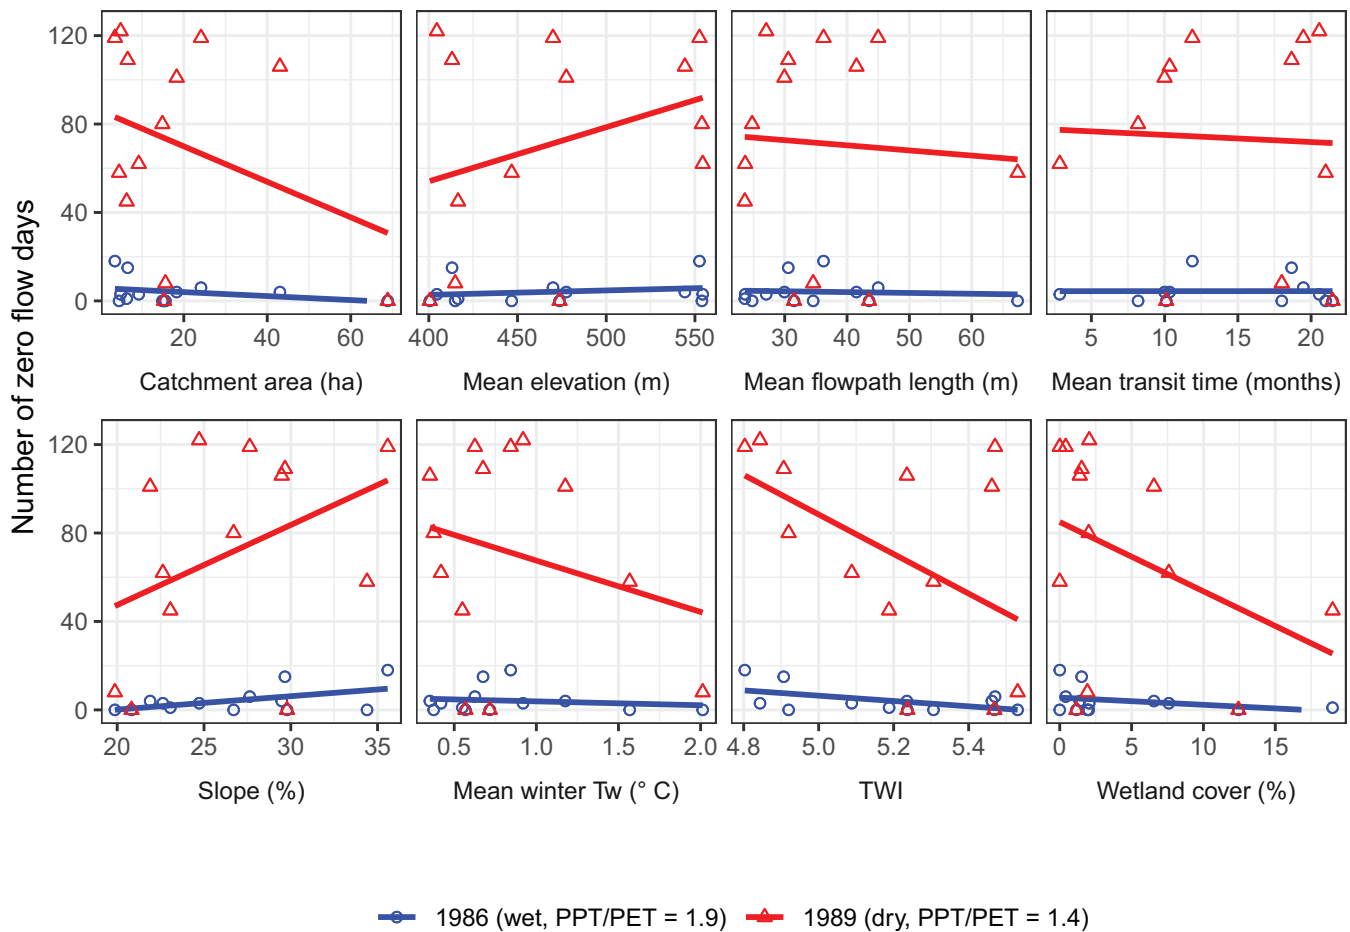 Number of zero flow days
120
80
40
0
20 40 60
400 450 500 550
30 40 50 60
5 10 15 20
Catchment area (ha)
Mean elevation (m)
Mean flowpath length (m)
Mean transit time (months)
120
80
40
0
20 25 30 35
0.5 1.0 1.5 2.0
4.8 5.0 5.2 5.4
0 5 10 15
Slope (%)
Mean winter Tw (° C)
TWI
Wetland cover (%)
1986 (wet, PPT/PET = 1.9)
1989 (dry, PPT/PET = 1.4)